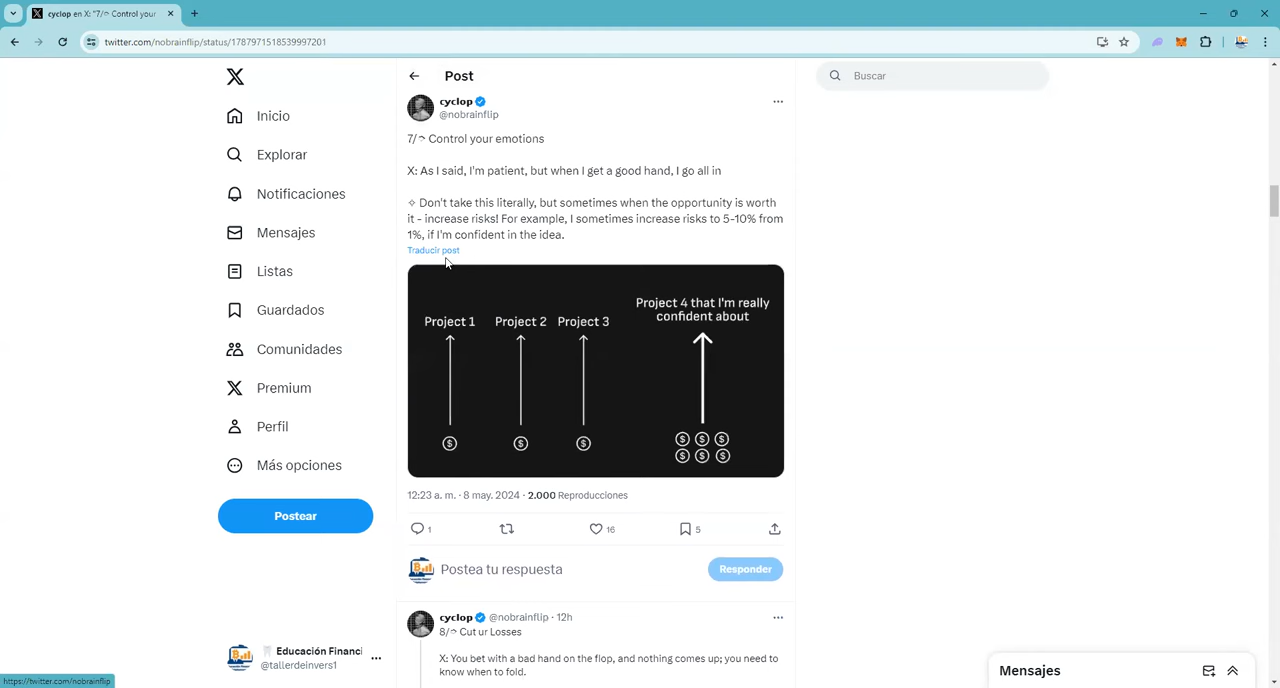 cyclop en X: "7/⌒ Control your
twitter.com/nobrainflip/status/1787971518539997201
Inicio
Explorar
Notificaciones
Mensajes
Listas
Guardados
Comunidades
Premium
Perfil
Más opciones
Postear
Educación Financi
@tallerdeinvers1
https://twitter.com/nobrainflip
Post
cyclop
@nobrainflip
7/⌒ Control your emotions
X: As I said, I'm patient, but when I get a good hand, I go all in
✧ Don't take this literally, but sometimes when the opportunity is worth
it - increase risks! For example, I sometimes increase risks to 5-10% from
1%, if I'm confident in the idea.
Traducir post
Project 1
Project 2
Project 3
Project 4 that I'm really
confident about
12:23 a. m. · 8 may. 2024 · 2.000 Reproducciones
1
16
5
Postea tu respuesta
Responder
cyclop @nobrainflip · 12h
8/⌒ Cut ur Losses
X: You bet with a bad hand on the flop, and nothing comes up; you need to
know when to fold.
Buscar
Mensajes